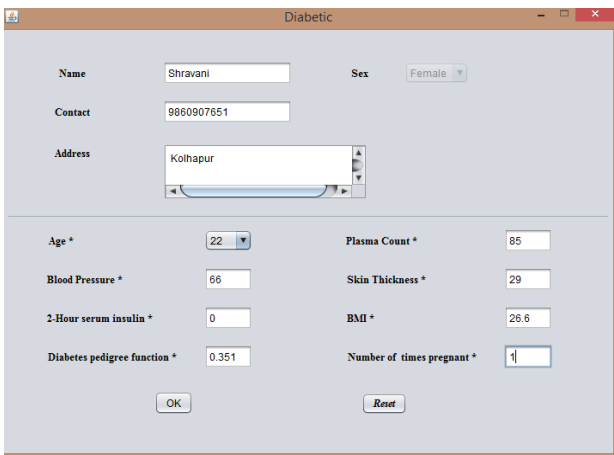 Diabetic
Name Shravani Sex Female
Contact 9860907651
Address Kolhapur
Age * 22 Plasma Count * 85
Blood Pressure * 66 Skin Thickness * 29
2-Hour serum insulin * 0 BMI * 26.6
Diabetes pedigree function * 0.351 Number of times pregnant * 1
OK Reset